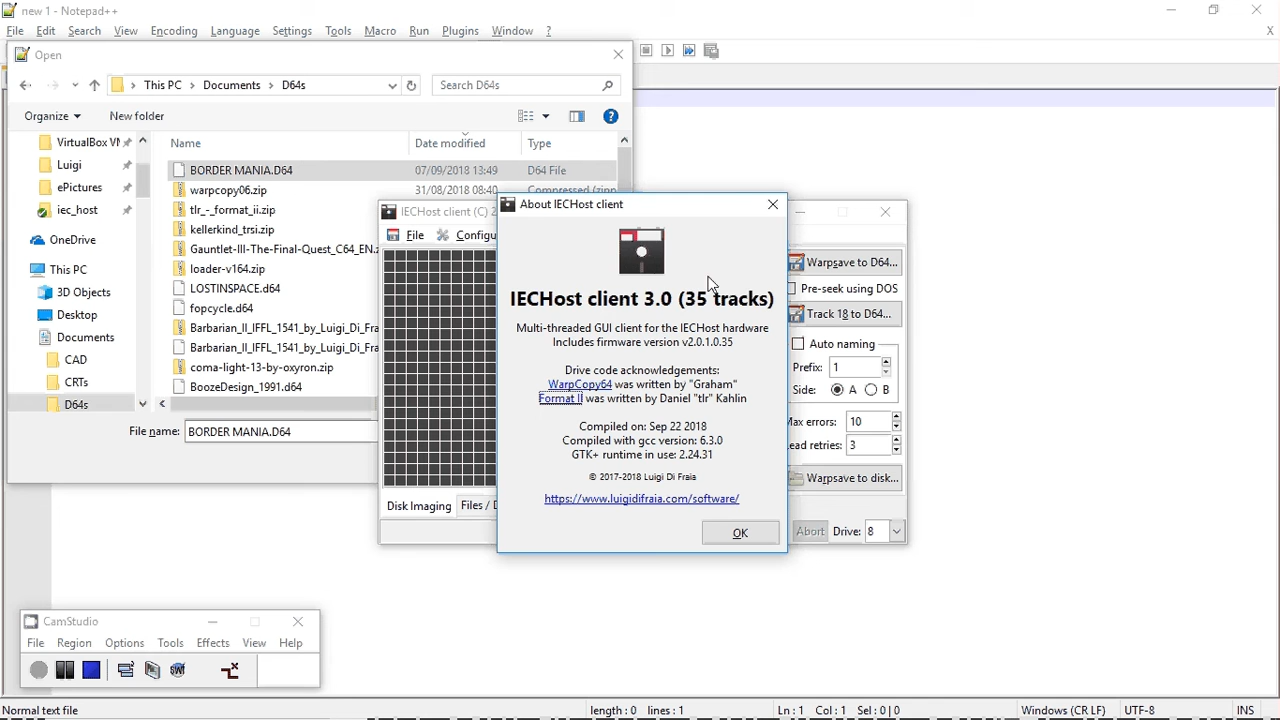 new 1 - Notepad++
File Edit Search View Encoding Language Settings Tools Macro Run Plugins Window ?
X
Open
This PC > Documents > D64s
Search D64s
Organize
New folder
Name
Date modified
Type
VirtualBox VM
Luigi
ePictures
iec_host
OneDrive
This PC
3D Objects
Desktop
Documents
CAD
CRTs
D64s
BORDER MANIA.D64 07/09/2018 13:49 D64 File
warpcopy06.zip 31/08/2018 08:40 Compressed (zipp
tlr_-_format_ii.zip
kellerkind_trsi.zip
Gauntlet-III-The-Final-Quest_C64_EN.z
loader-v164.zip
LOSTINSPACE.d64
fopcycle.d64
Barbarian_II_IFFL_1541_by_Luigi_Di_Fra
Barbarian_II_IFFL_1541_by_Luigi_Di_Fra
coma-light-13-by-oxyron.zip
BoozeDesign_1991.d64
File name: BORDER MANIA.D64
IECHost client (C) 2
File Configu
Disk Imaging
Files / D
Warpsave to D64...
Pre-seek using DOS
Track 18 to D64...
Auto naming
Prefix: 1
Side: A B
Max errors: 10
Read retries: 3
Warpsave to disk...
Abort Drive: 8
About IECHost client
IECHost client 3.0 (35 tracks)
Multi-threaded GUI client for the IECHost hardware
Includes firmware version v2.0.1.0.35
Drive code acknowledgements:
WarpCopy64 was written by "Graham"
Format II was written by Daniel "tlr" Kahlin
Compiled on: Sep 22 2018
Compiled with gcc version: 6.3.0
GTK+ runtime in use: 2.24.31
© 2017-2018 Luigi Di Fraia
https://www.luigidifraia.com/software/
OK
CamStudio
File Region Options Tools Effects View Help
Normal text file
length : 0 lines : 1
Ln : 1 Col : 1 Sel : 0 | 0
Windows (CR LF)
UTF-8
INS